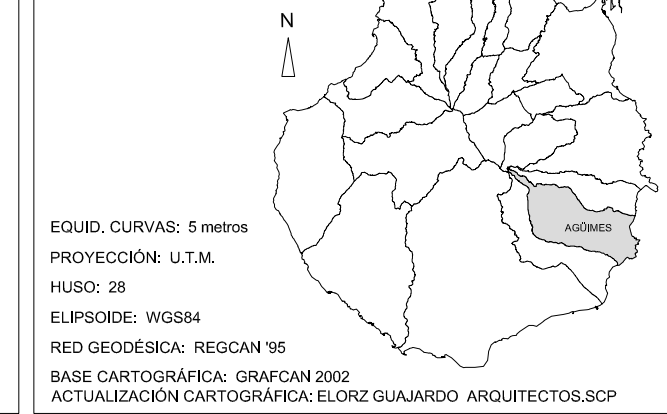 N
AGÜIMES
EQUID. CURVAS: 5 metros
PROYECCIÓN: U.T.M.
HUSO: 28
ELIPSOIDE: WGS84
RED GEODÉSICA: REGCAN '95
BASE CARTOGRÁFICA: GRAFCAN 2002
ACTUALIZACIÓN CARTOGRÁFICA: ELORZ GUAJARDO ARQUITECTOS.SCP